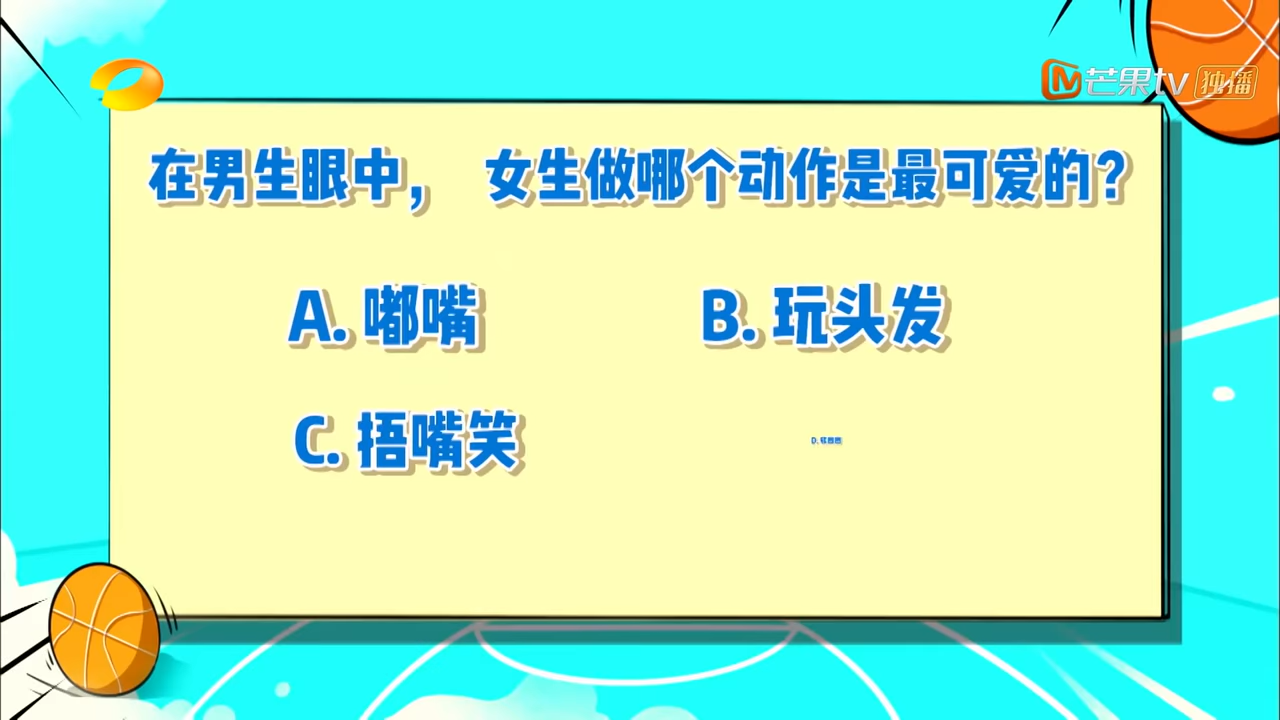 芒果tv 独播
在男生眼中， 女生做哪个动作是最可爱的？
A. 嘟嘴
B. 玩头发
C. 捂嘴笑
D.